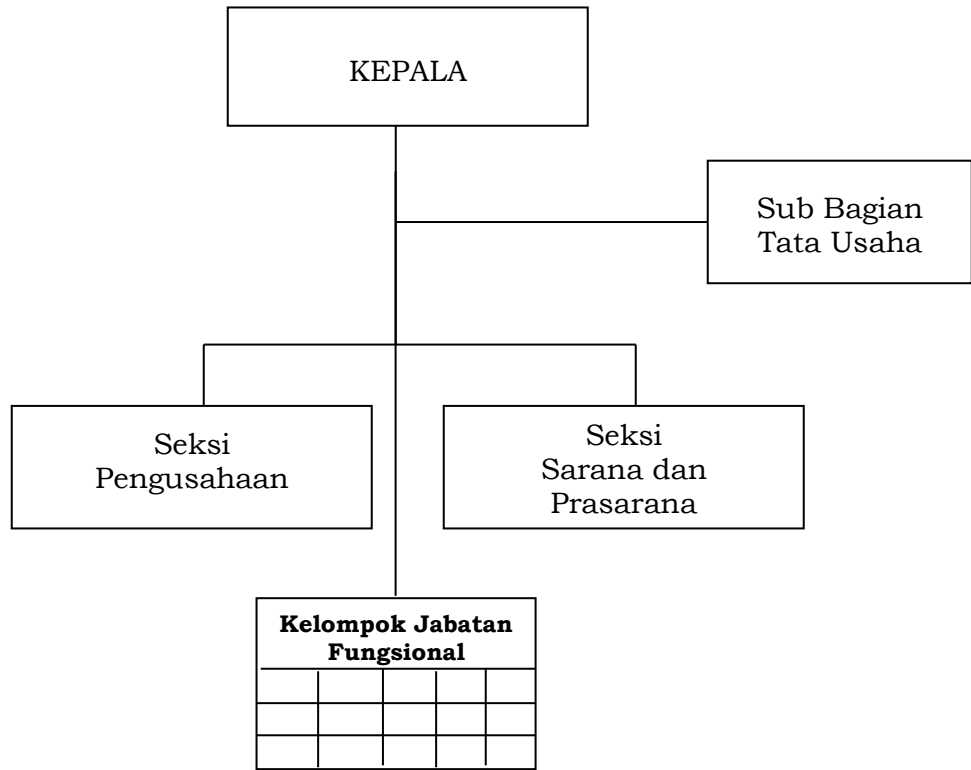 KEPALA
Sub Bagian
Tata Usaha
Seksi
Pengusahaan
Seksi
Sarana dan
Prasarana
Kelompok Jabatan
Fungsional